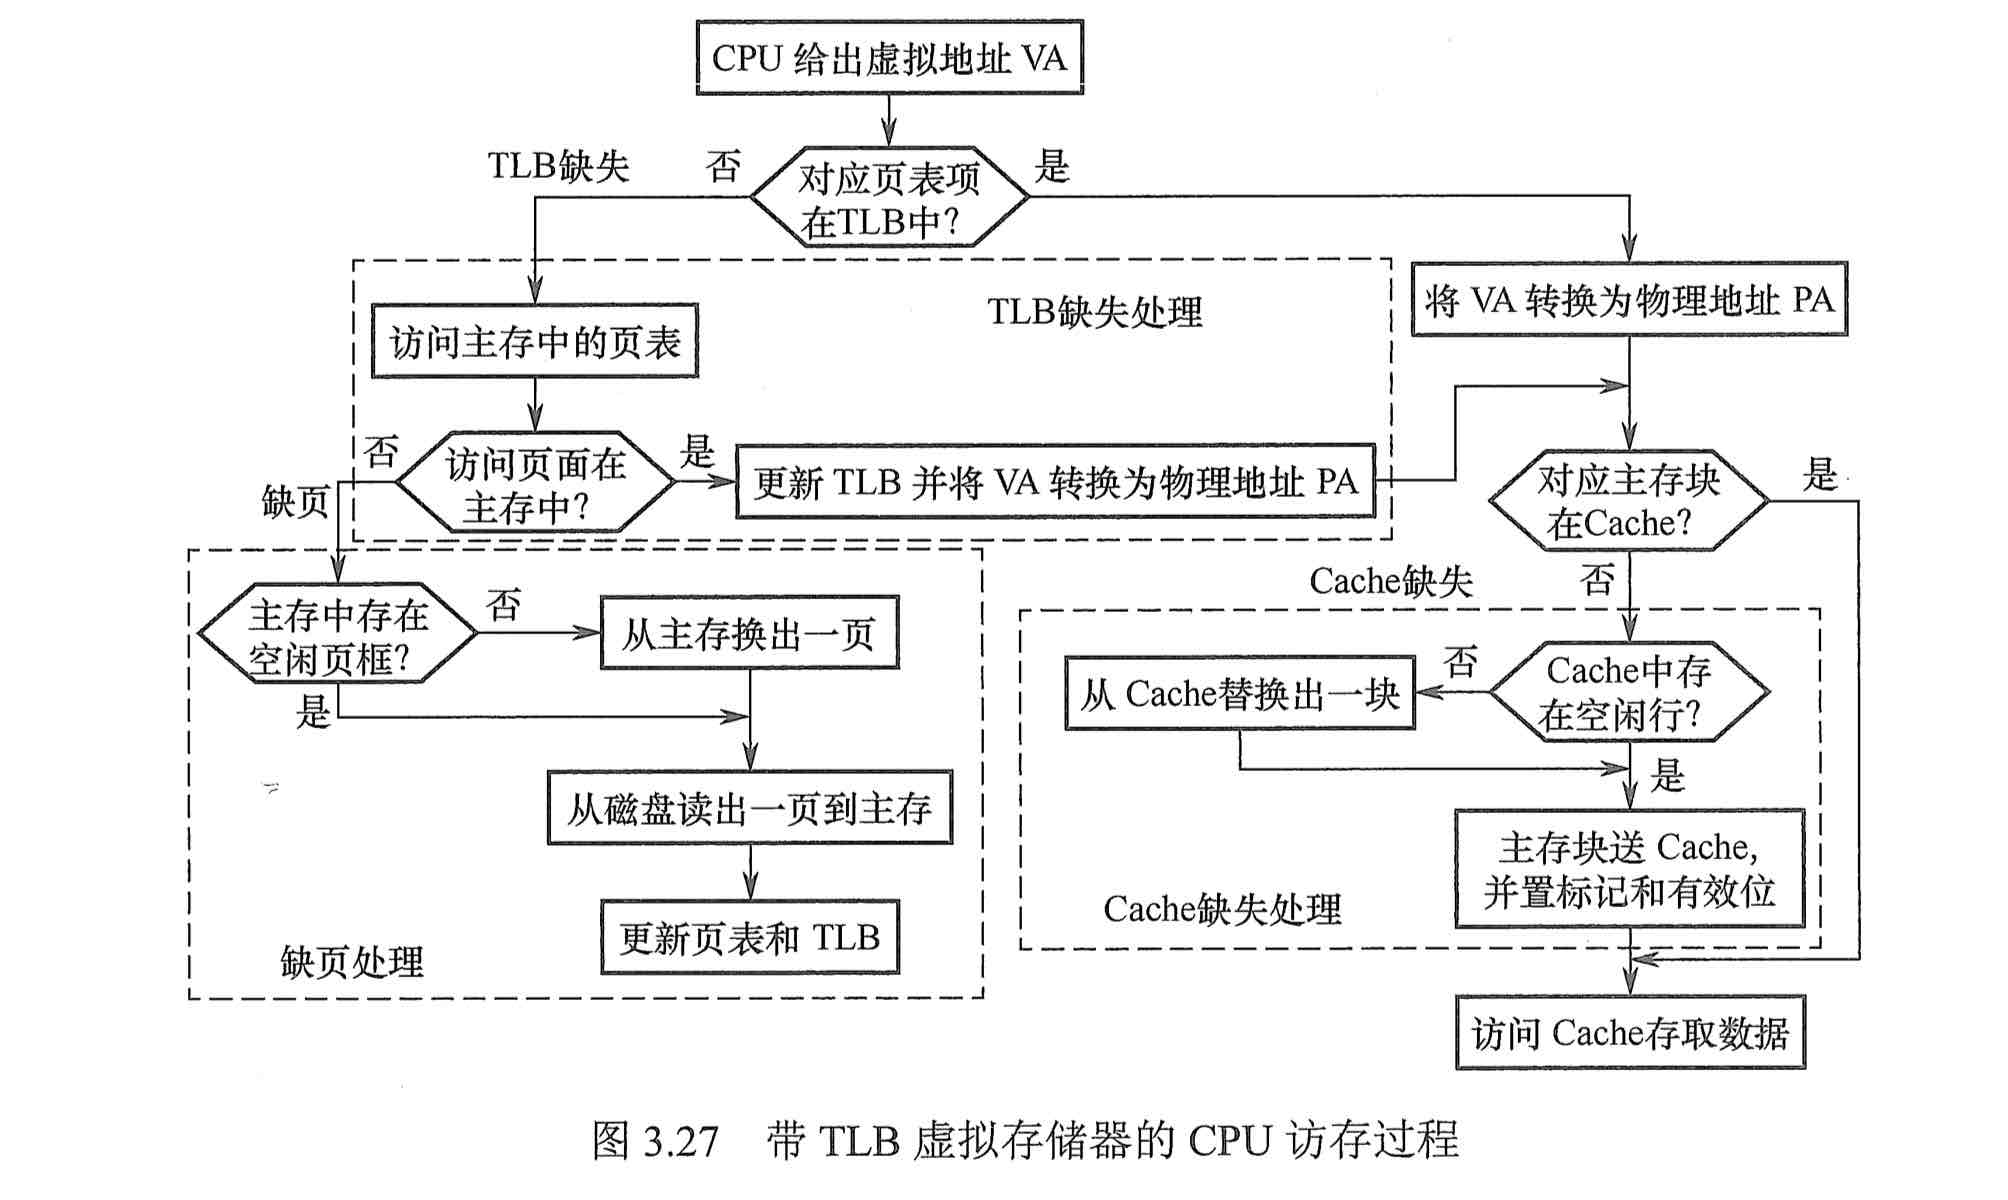 CPU 给出虚拟地址 VA
TLB缺失
否
对应页表项
在TLB中？
是
TLB缺失处理
将 VA 转换为物理地址 PA
访问主存中的页表
否
访问页面在
主存中？
是
更新 TLB 并将 VA 转换为物理地址 PA
缺页
对应主存块
在Cache？
是
Cache缺失
否
主存中存在
空闲页框？
否
从主存换出一页
是
从 Cache替换出一块
否
Cache中存
在空闲行？
是
从磁盘读出一页到主存
主存块送 Cache,
并置标记和有效位
Cache缺失处理
更新页表和 TLB
缺页处理
访问 Cache存取数据
图 3.27 带 TLB 虚拟存储器的 CPU 访存过程